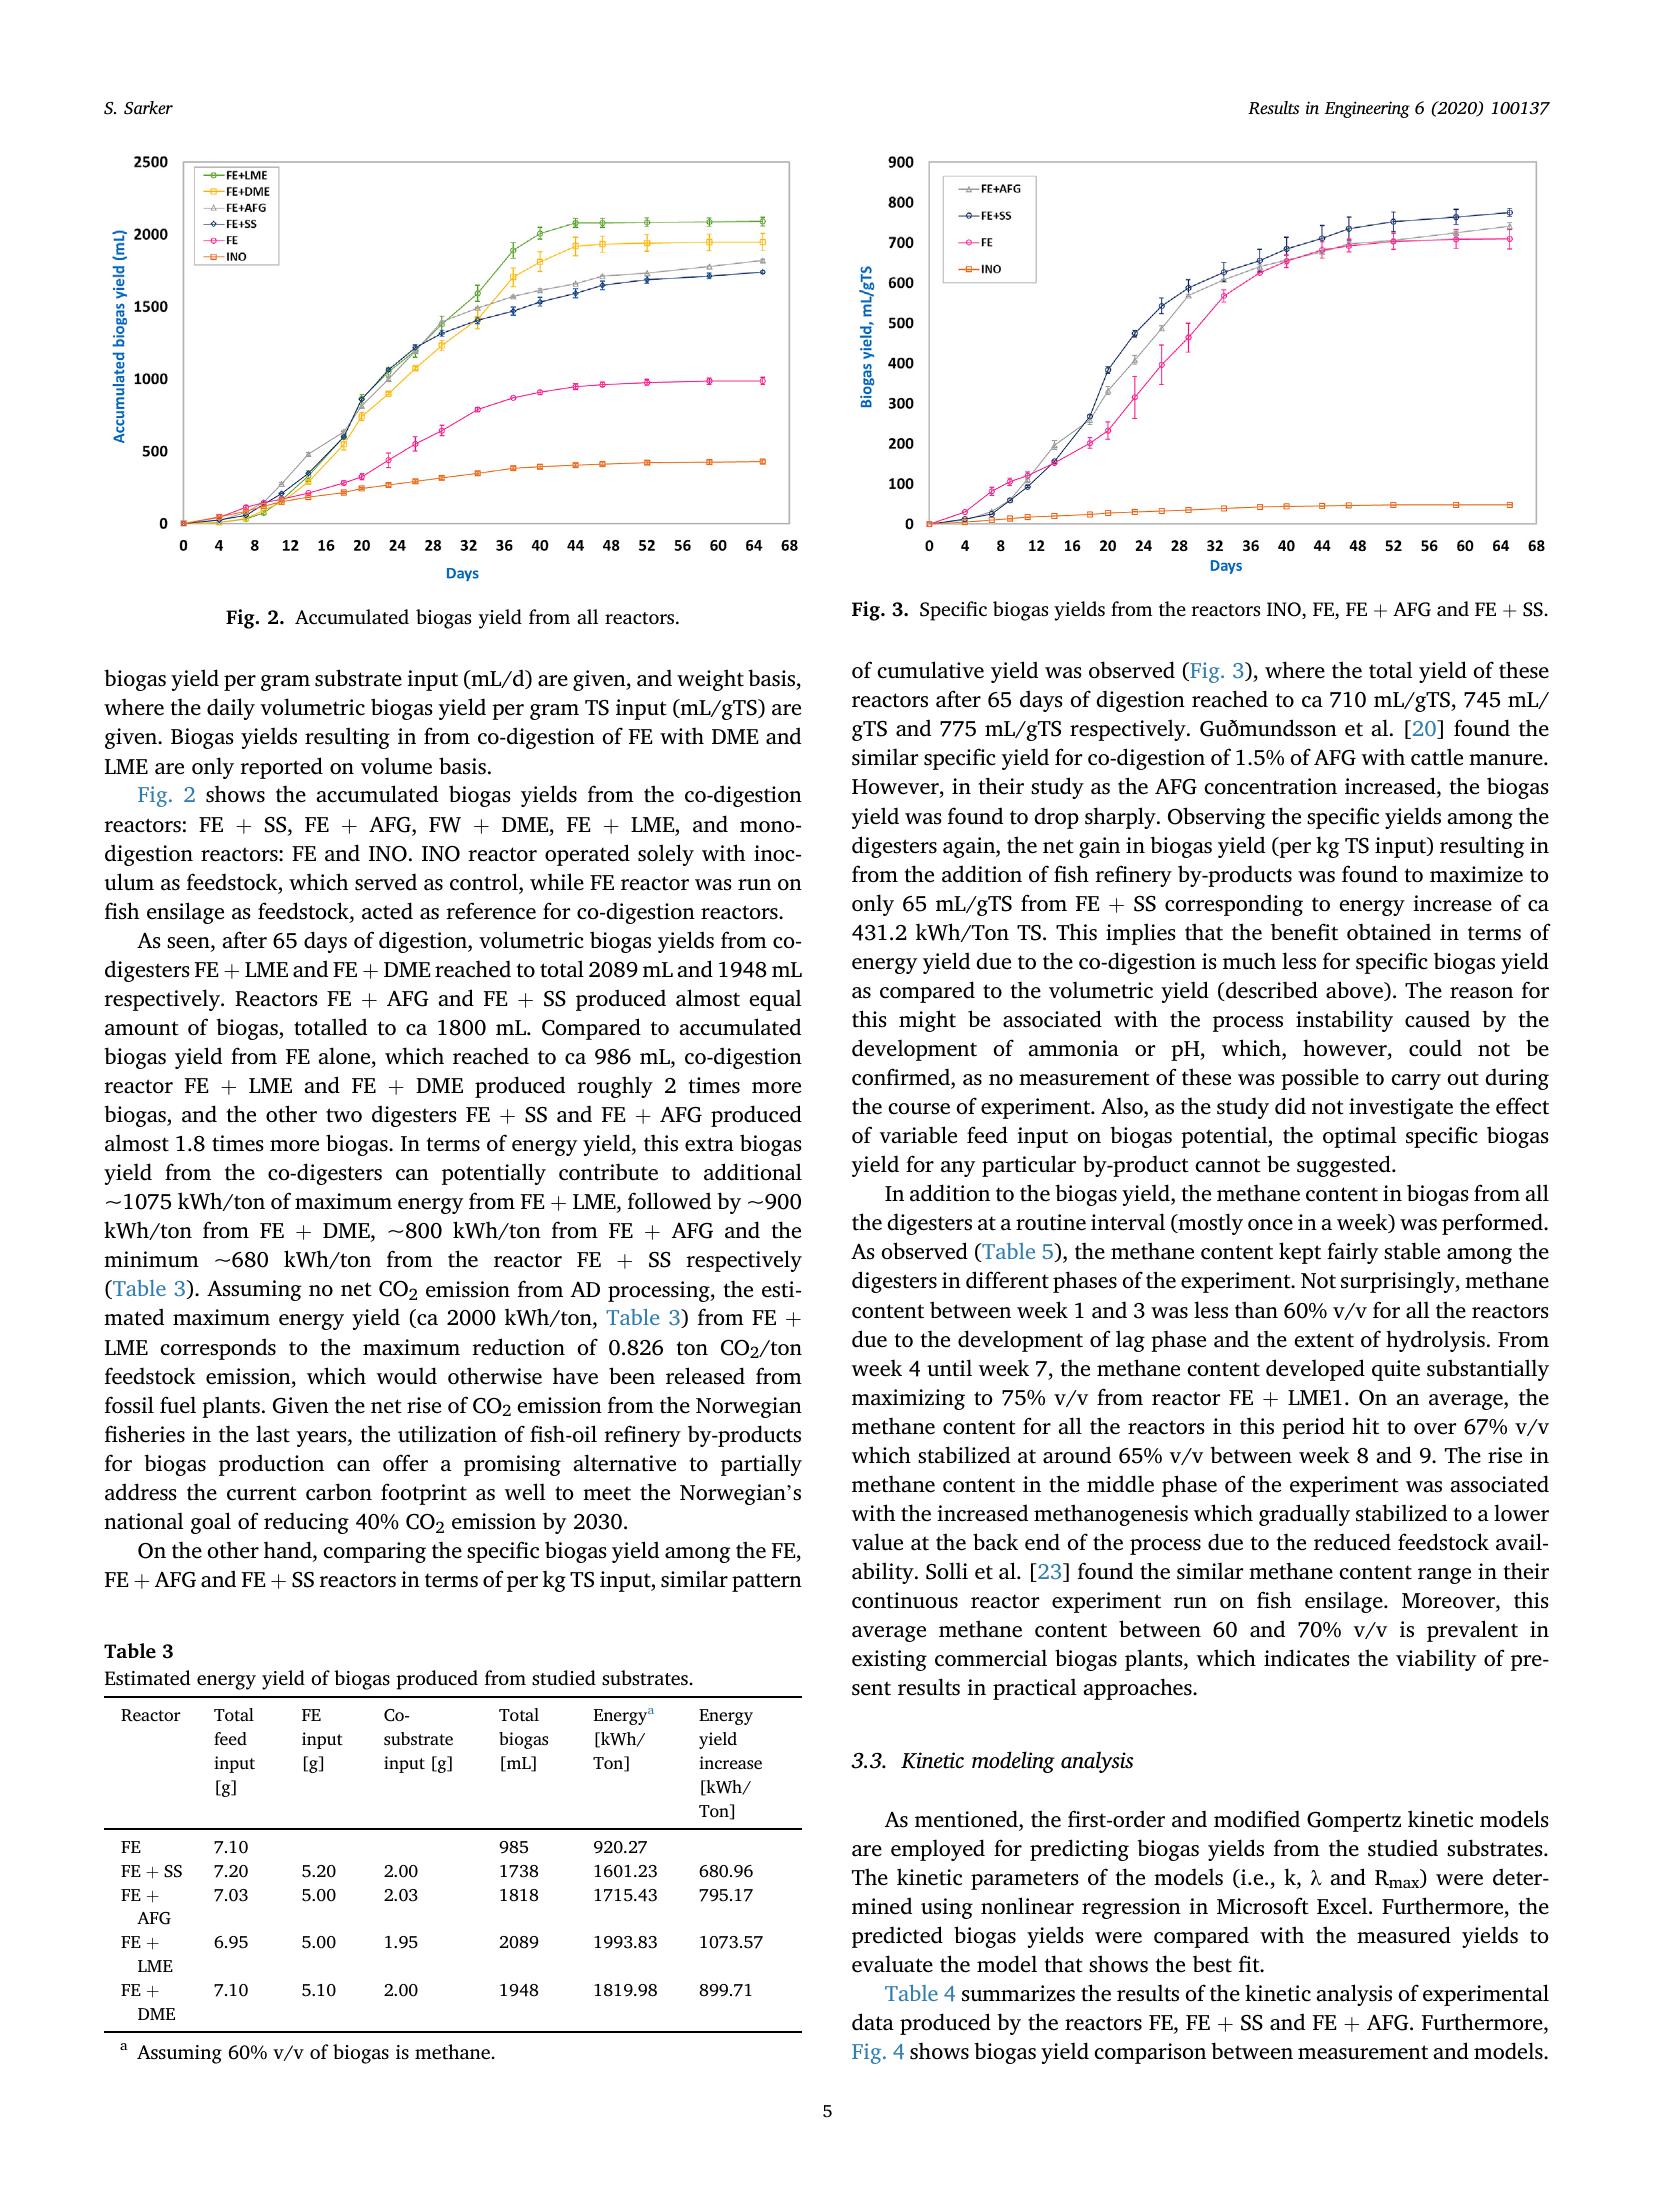 S. Sarker
Results in Engineering 6 (2020) 100137
2500
2000
1500
1000
500
0
Accumulated biogas yield (mL)
FE+LME
FE+DME
FE+AFG
FE+SS
FE
INO
0 4 8 12 16 20 24 28 32 36 40 44 48 52 56 60 64 68
Days
Fig. 2. Accumulated biogas yield from all reactors.
900
800
700
600
500
400
300
200
100
0
Biogas yield, mL/gTS
FE+AFG
FE+SS
FE
INO
0 4 8 12 16 20 24 28 32 36 40 44 48 52 56 60 64 68
Days
Fig. 3. Specific biogas yields from the reactors INO, FE, FE + AFG and FE + SS.
biogas yield per gram substrate input (mL/d) are given, and weight basis,
where the daily volumetric biogas yield per gram TS input (mL/gTS) are
given. Biogas yields resulting in from co-digestion of FE with DME and
LME are only reported on volume basis.
Fig. 2 shows the accumulated biogas yields from the co-digestion
reactors: FE + SS, FE + AFG, FW + DME, FE + LME, and mono-
digestion reactors: FE and INO. INO reactor operated solely with inoc-
ulum as feedstock, which served as control, while FE reactor was run on
fish ensilage as feedstock, acted as reference for co-digestion reactors.
As seen, after 65 days of digestion, volumetric biogas yields from co-
digesters FE + LME and FE + DME reached to total 2089 mL and 1948 mL
respectively. Reactors FE + AFG and FE + SS produced almost equal
amount of biogas, totalled to ca 1800 mL. Compared to accumulated
biogas yield from FE alone, which reached to ca 986 mL, co-digestion
reactor FE + LME and FE + DME produced roughly 2 times more
biogas, and the other two digesters FE + SS and FE + AFG produced
almost 1.8 times more biogas. In terms of energy yield, this extra biogas
yield from the co-digesters can potentially contribute to additional
~1075 kWh/ton of maximum energy from FE + LME, followed by ~900
kWh/ton from FE + DME, ~800 kWh/ton from FE + AFG and the
minimum ~680 kWh/ton from the reactor FE + SS respectively
(Table 3). Assuming no net CO2 emission from AD processing, the esti-
mated maximum energy yield (ca 2000 kWh/ton, Table 3) from FE +
LME corresponds to the maximum reduction of 0.826 ton CO2/ton
feedstock emission, which would otherwise have been released from
fossil fuel plants. Given the net rise of CO2 emission from the Norwegian
fisheries in the last years, the utilization of fish-oil refinery by-products
for biogas production can offer a promising alternative to partially
address the current carbon footprint as well to meet the Norwegian's
national goal of reducing 40% CO2 emission by 2030.
On the other hand, comparing the specific biogas yield among the FE,
FE + AFG and FE + SS reactors in terms of per kg TS input, similar pattern
Table 3
Estimated energy yield of biogas produced from studied substrates.
Reactor Total feed input [g] FE input [g] Co-substrate input [g] Total biogas [mL] Energya [kWh/Ton] Energy yield increase [kWh/Ton]
FE 7.10 985 920.27
FE + SS 7.20 5.20 2.00 1738 1601.23 680.96
FE + AFG 7.03 5.00 2.03 1818 1715.43 795.17
FE + LME 6.95 5.00 1.95 2089 1993.83 1073.57
FE + DME 7.10 5.10 2.00 1948 1819.98 899.71
a Assuming 60% v/v of biogas is methane.
of cumulative yield was observed (Fig. 3), where the total yield of these
reactors after 65 days of digestion reached to ca 710 mL/gTS, 745 mL/
gTS and 775 mL/gTS respectively. Guðmundsson et al. [20] found the
similar specific yield for co-digestion of 1.5% of AFG with cattle manure.
However, in their study as the AFG concentration increased, the biogas
yield was found to drop sharply. Observing the specific yields among the
digesters again, the net gain in biogas yield (per kg TS input) resulting in
from the addition of fish refinery by-products was found to maximize to
only 65 mL/gTS from FE + SS corresponding to energy increase of ca
431.2 kWh/Ton TS. This implies that the benefit obtained in terms of
energy yield due to the co-digestion is much less for specific biogas yield
as compared to the volumetric yield (described above). The reason for
this might be associated with the process instability caused by the
development of ammonia or pH, which, however, could not be
confirmed, as no measurement of these was possible to carry out during
the course of experiment. Also, as the study did not investigate the effect
of variable feed input on biogas potential, the optimal specific biogas
yield for any particular by-product cannot be suggested.
In addition to the biogas yield, the methane content in biogas from all
the digesters at a routine interval (mostly once in a week) was performed.
As observed (Table 5), the methane content kept fairly stable among the
digesters in different phases of the experiment. Not surprisingly, methane
content between week 1 and 3 was less than 60% v/v for all the reactors
due to the development of lag phase and the extent of hydrolysis. From
week 4 until week 7, the methane content developed quite substantially
maximizing to 75% v/v from reactor FE + LME1. On an average, the
methane content for all the reactors in this period hit to over 67% v/v
which stabilized at around 65% v/v between week 8 and 9. The rise in
methane content in the middle phase of the experiment was associated
with the increased methanogenesis which gradually stabilized to a lower
value at the back end of the process due to the reduced feedstock avail-
ability. Solli et al. [23] found the similar methane content range in their
continuous reactor experiment run on fish ensilage. Moreover, this
average methane content between 60 and 70% v/v is prevalent in
existing commercial biogas plants, which indicates the viability of pre-
sent results in practical approaches.
3.3. Kinetic modeling analysis
As mentioned, the first-order and modified Gompertz kinetic models
are employed for predicting biogas yields from the studied substrates.
The kinetic parameters of the models (i.e., k, λ and Rmax) were deter-
mined using nonlinear regression in Microsoft Excel. Furthermore, the
predicted biogas yields were compared with the measured yields to
evaluate the model that shows the best fit.
Table 4 summarizes the results of the kinetic analysis of experimental
data produced by the reactors FE, FE + SS and FE + AFG. Furthermore,
Fig. 4 shows biogas yield comparison between measurement and models.
5